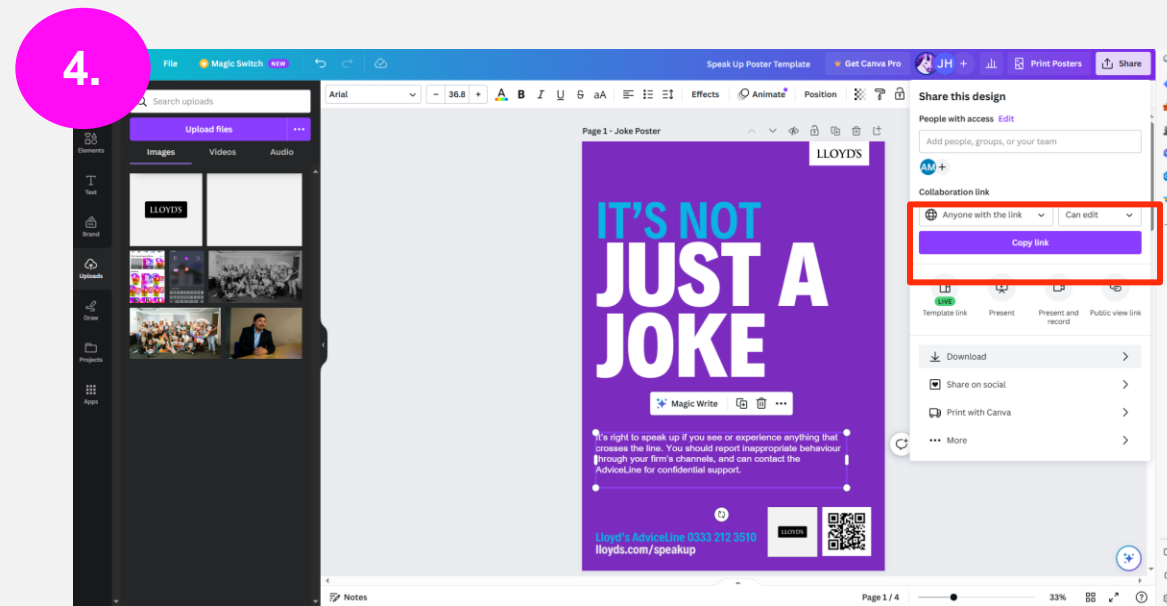 4.
File
Magic Switch NEW
Speak Up Poster Template
Get Canva Pro
JH
Print Posters
Share
Search uploads
Upload files
Images Videos Audio
Elements
Text
Brand
Uploads
Draw
Projects
Apps
LLOYD'S
Arial
- 36.8 +
A B I U S aA
Effects
Animate
Position
Page 1 - Joke Poster
LLOYD'S
IT'S NOT
JUST A
JOKE
Magic Write
It's right to speak up if you see or experience anything that
crosses the line. You should report inappropriate behaviour
through your firm's channels, and can contact the
AdviceLine for confidential support.
Lloyd's AdviceLine 0333 212 3510
lloyds.com/speakup
LLOYD'S
Share this design
People with access Edit
Add people, groups, or your team
AM
Collaboration link
Anyone with the link
Can edit
Copy link
LIVE
Template link
Present
Present and
record
Public view link
Download
Share on social
Print with Canva
More
Notes
Page 1 / 4
33%